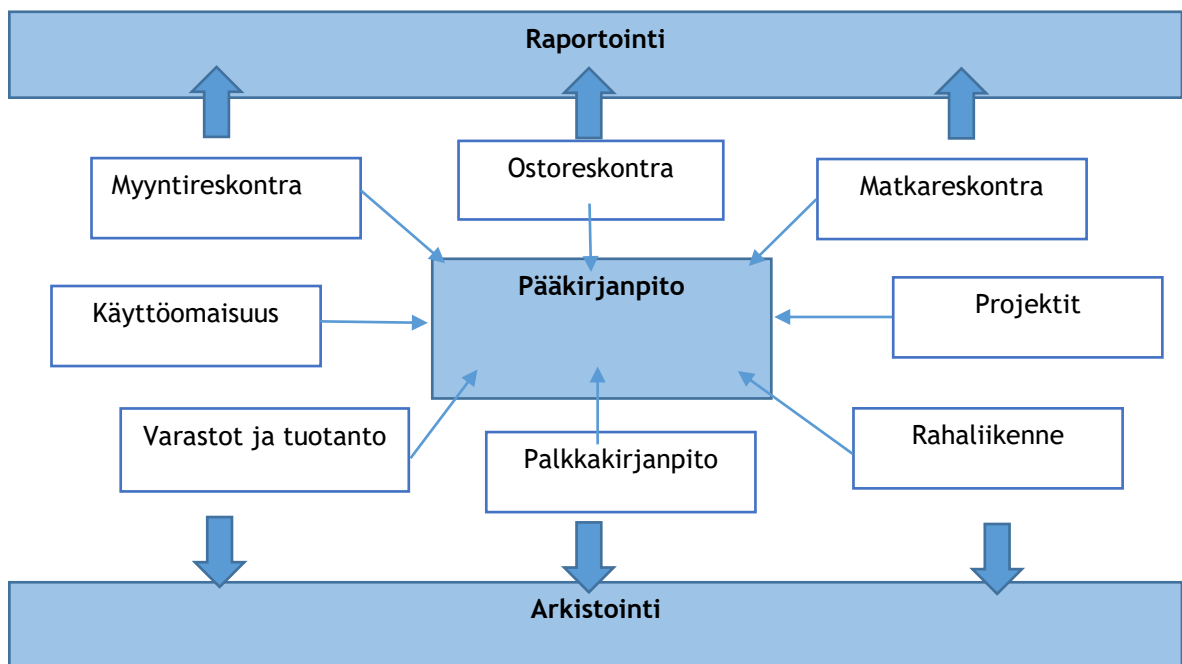 Raportointi
Myyntireskontra
Ostoreskontra
Matkareskontra
Käyttöomaisuus
Pääkirjanpito
Projektit
Varastot ja tuotanto
Palkkakirjanpito
Rahaliikenne
Arkistointi